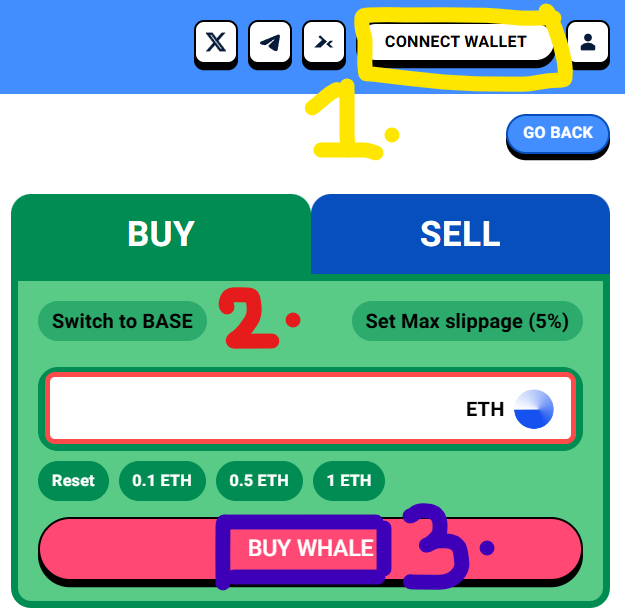 CONNECT WALLET
1.
GO BACK
BUY SELL
Switch to BASE 2. Set Max slippage (5%)
ETH
Reset 0.1 ETH 0.5 ETH 1 ETH
BUY WHALE 3.